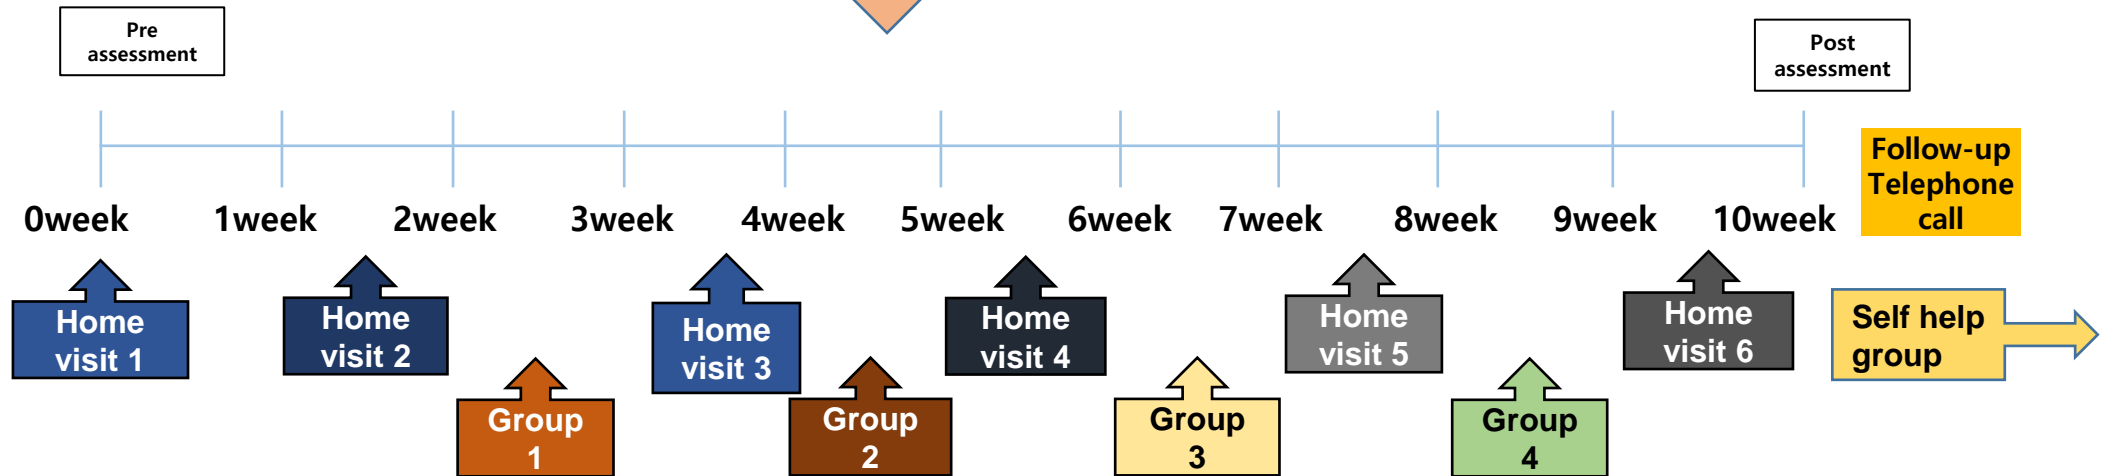 Pre
assessment
Post
assessment
0week
1week
2week
3week
4week
5week
6week
7week
8week
9week
10week
Follow-up
Telephone
call
Home
visit 1
Home
visit 2
Home
visit 3
Home
visit 4
Home
visit 5
Home
visit 6
Self help
group
Group
1
Group
2
Group
3
Group
4